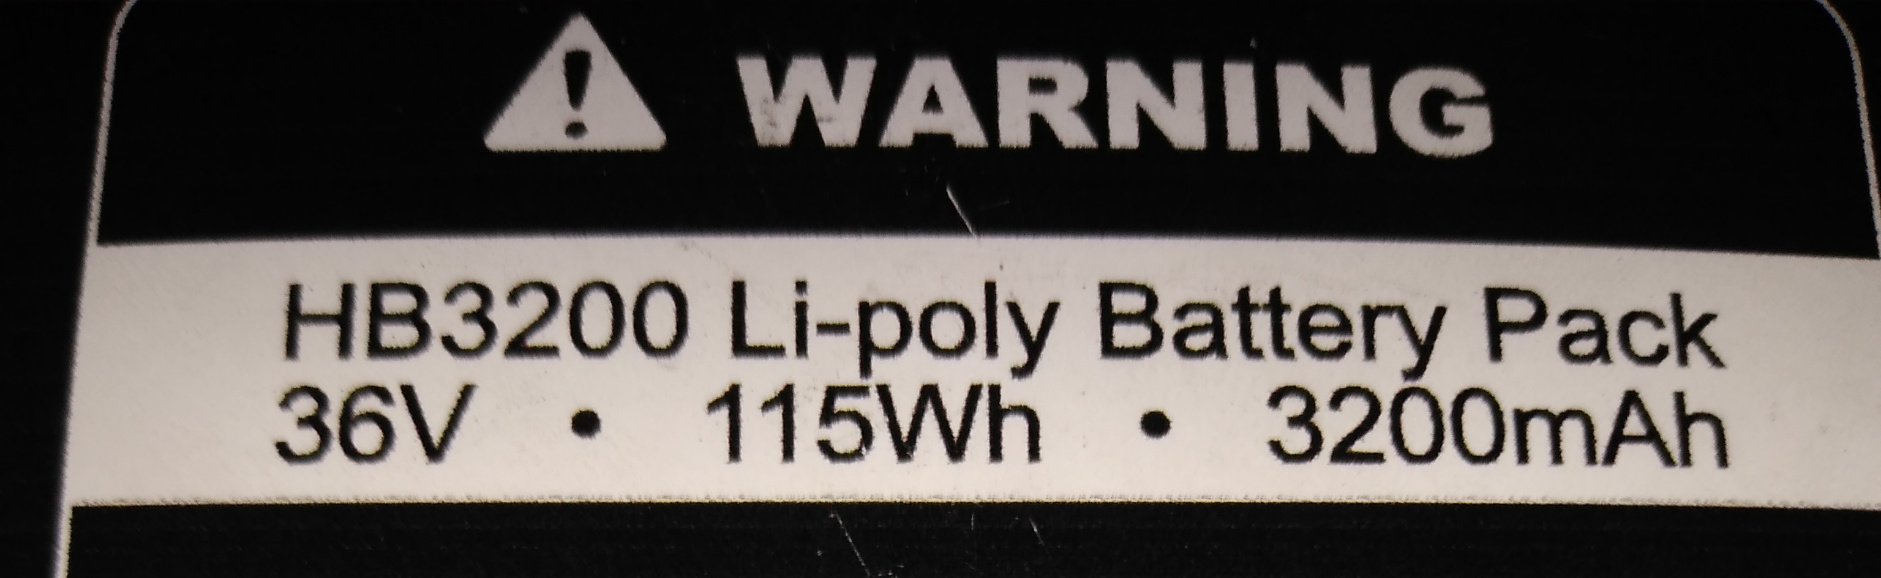 WARNING
HB3200 Li-poly Battery Pack
36V • 115Wh • 3200mAh